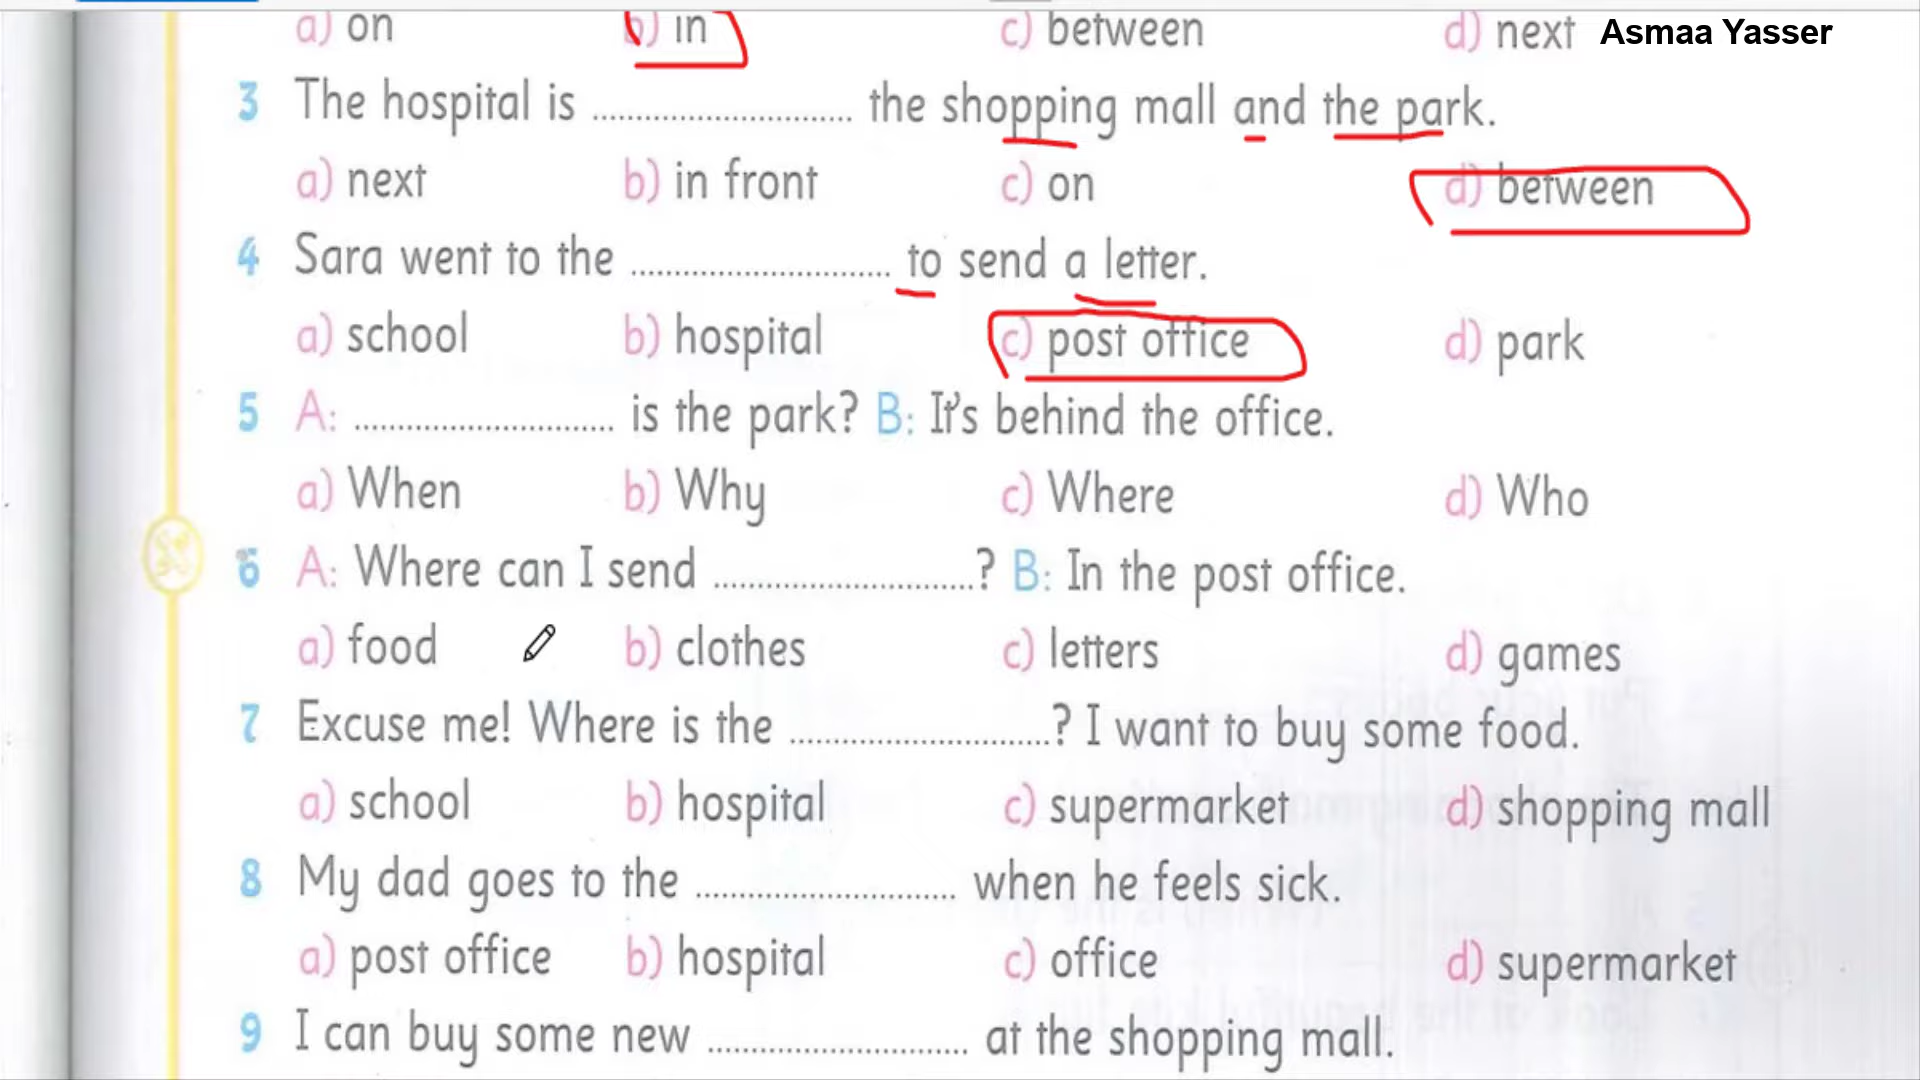 a) on b) in c) between d) next Asmaa Yasser
3 The hospital is ............................ the shopping mall and the park.
a) next b) in front c) on d) between
4 Sara went to the ............................ to send a letter.
a) school b) hospital c) post office d) park
5 A: ............................ is the park? B: It's behind the office.
a) When b) Why c) Where d) Who
6 A: Where can I send ............................? B: In the post office.
a) food b) clothes c) letters d) games
7 Excuse me! Where is the ............................? I want to buy some food.
a) school b) hospital c) supermarket d) shopping mall
8 My dad goes to the ............................ when he feels sick.
a) post office b) hospital c) office d) supermarket
9 I can buy some new ............................ at the shopping mall.